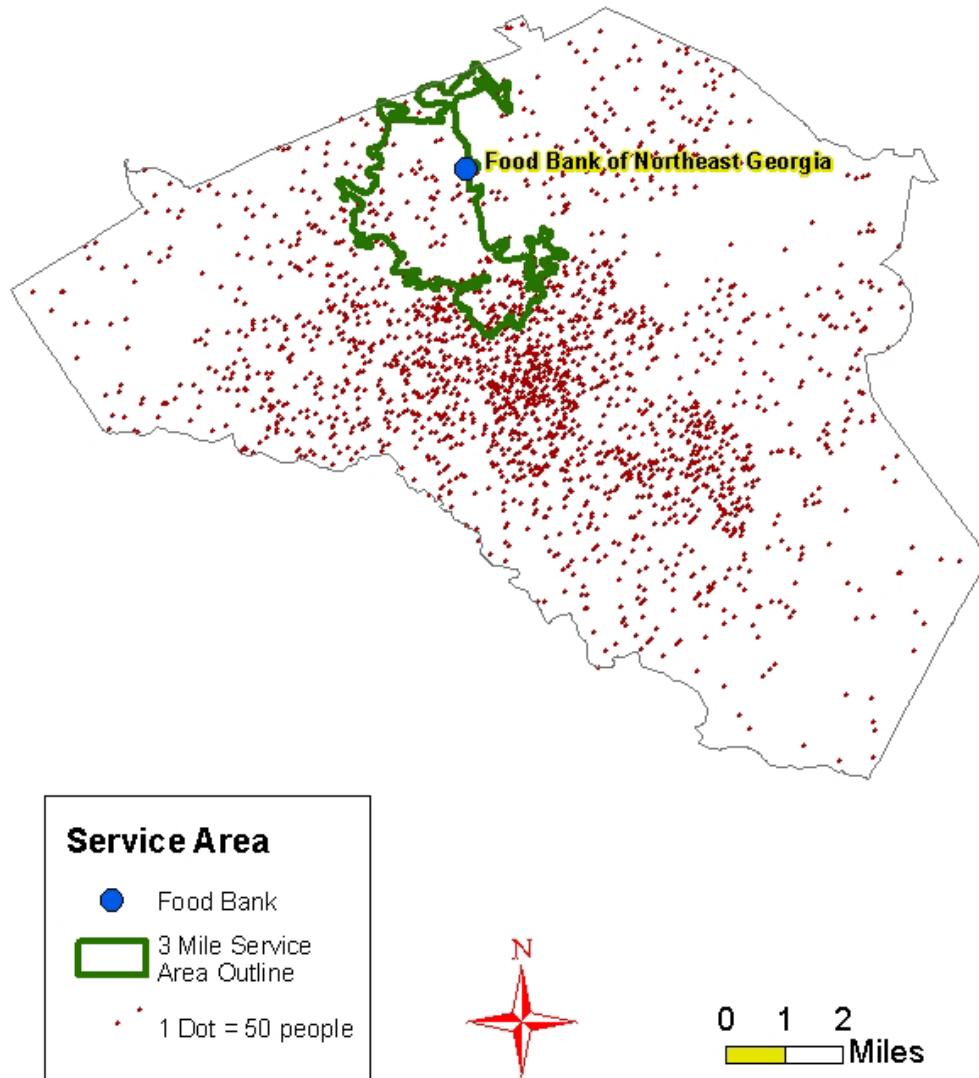 Food Bank of Northeast Georgia
Service Area
Food Bank
3 Mile Service
Area Outline
1 Dot = 50 people
N
0 1 2
Miles